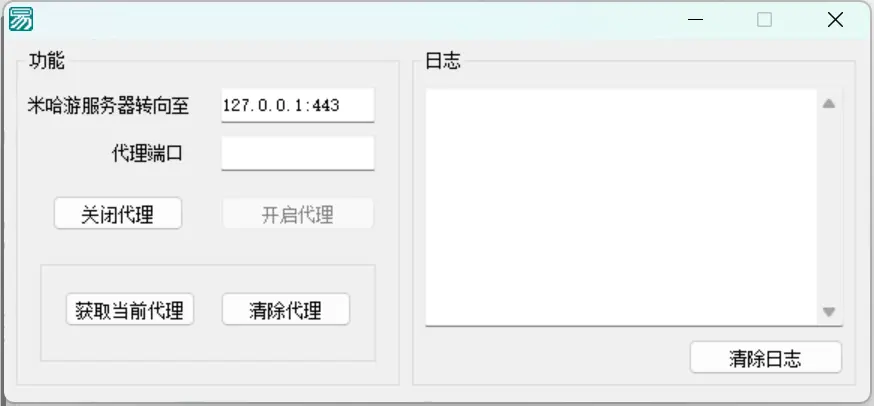 易
功能
米哈游服务器转向至 127.0.0.1:443
代理端口
关闭代理 开启代理
获取当前代理 清除代理
日志
清除日志